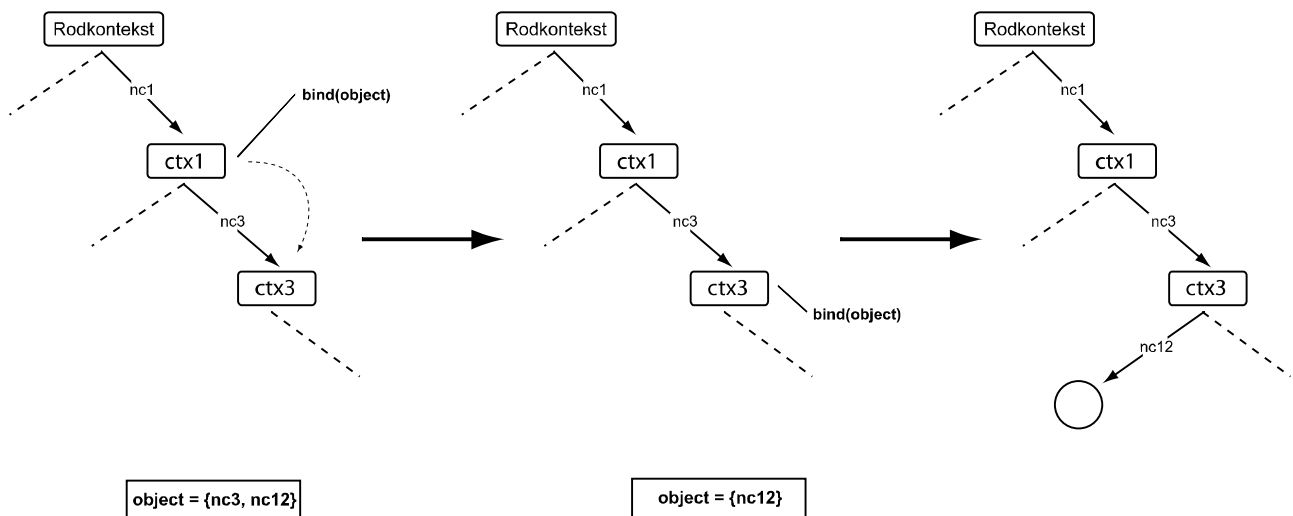 Rodkontekst
nc1
bind(object)
ctx1
nc3
ctx3
object = {nc3, nc12}
Rodkontekst
nc1
ctx1
nc3
ctx3
bind(object)
object = {nc12}
Rodkontekst
nc1
ctx1
nc3
ctx3
nc12